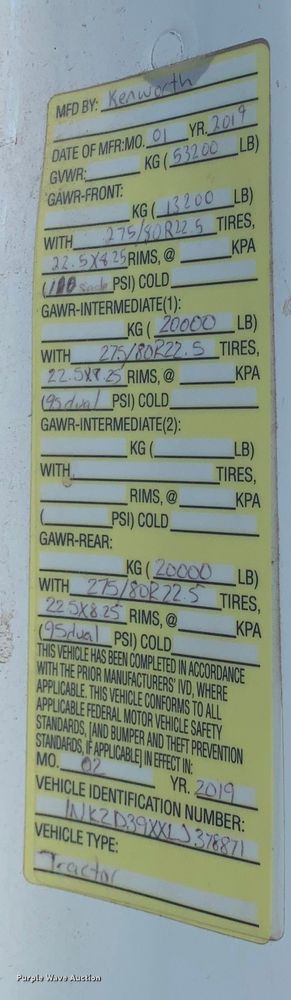 MFD BY: Kenworth
DATE OF MFR:MO. 01 YR. 2019
GVWR: KG ( 53200 LB)
GAWR-FRONT:
KG ( 13200 LB)
WITH 275/80R22.5 TIRES,
22.5X8.25 RIMS, @ KPA
( PSI) COLD
GAWR-INTERMEDIATE(1):
KG ( 20000 LB)
WITH 275/80R22.5 TIRES,
22.5X8.25 RIMS, @ KPA
(95dual PSI) COLD
GAWR-INTERMEDIATE(2):
KG ( LB)
WITH TIRES,
RIMS, @ KPA
( PSI) COLD
GAWR-REAR:
KG ( 20000 LB)
WITH 275/80R22.5 TIRES,
22.5X8.25 RIMS, @ KPA
(95dual PSI) COLD
THIS VEHICLE HAS BEEN COMPLETED IN ACCORDANCE
WITH THE PRIOR MANUFACTURERS' IVD, WHERE
APPLICABLE. THIS VEHICLE CONFORMS TO ALL
APPLICABLE FEDERAL MOTOR VEHICLE SAFETY
STANDARDS, [AND BUMPER AND THEFT PREVENTION
STANDARDS, IF APPLICABLE] IN EFFECT IN:
MO. 02 YR. 2019
VEHICLE IDENTIFICATION NUMBER:
1NKZD39XXLJ378871
VEHICLE TYPE:
Tractor
Purple Wave Auction